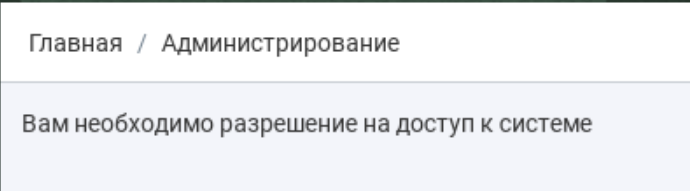 Главная / Администрирование
Вам необходимо разрешение на доступ к системе